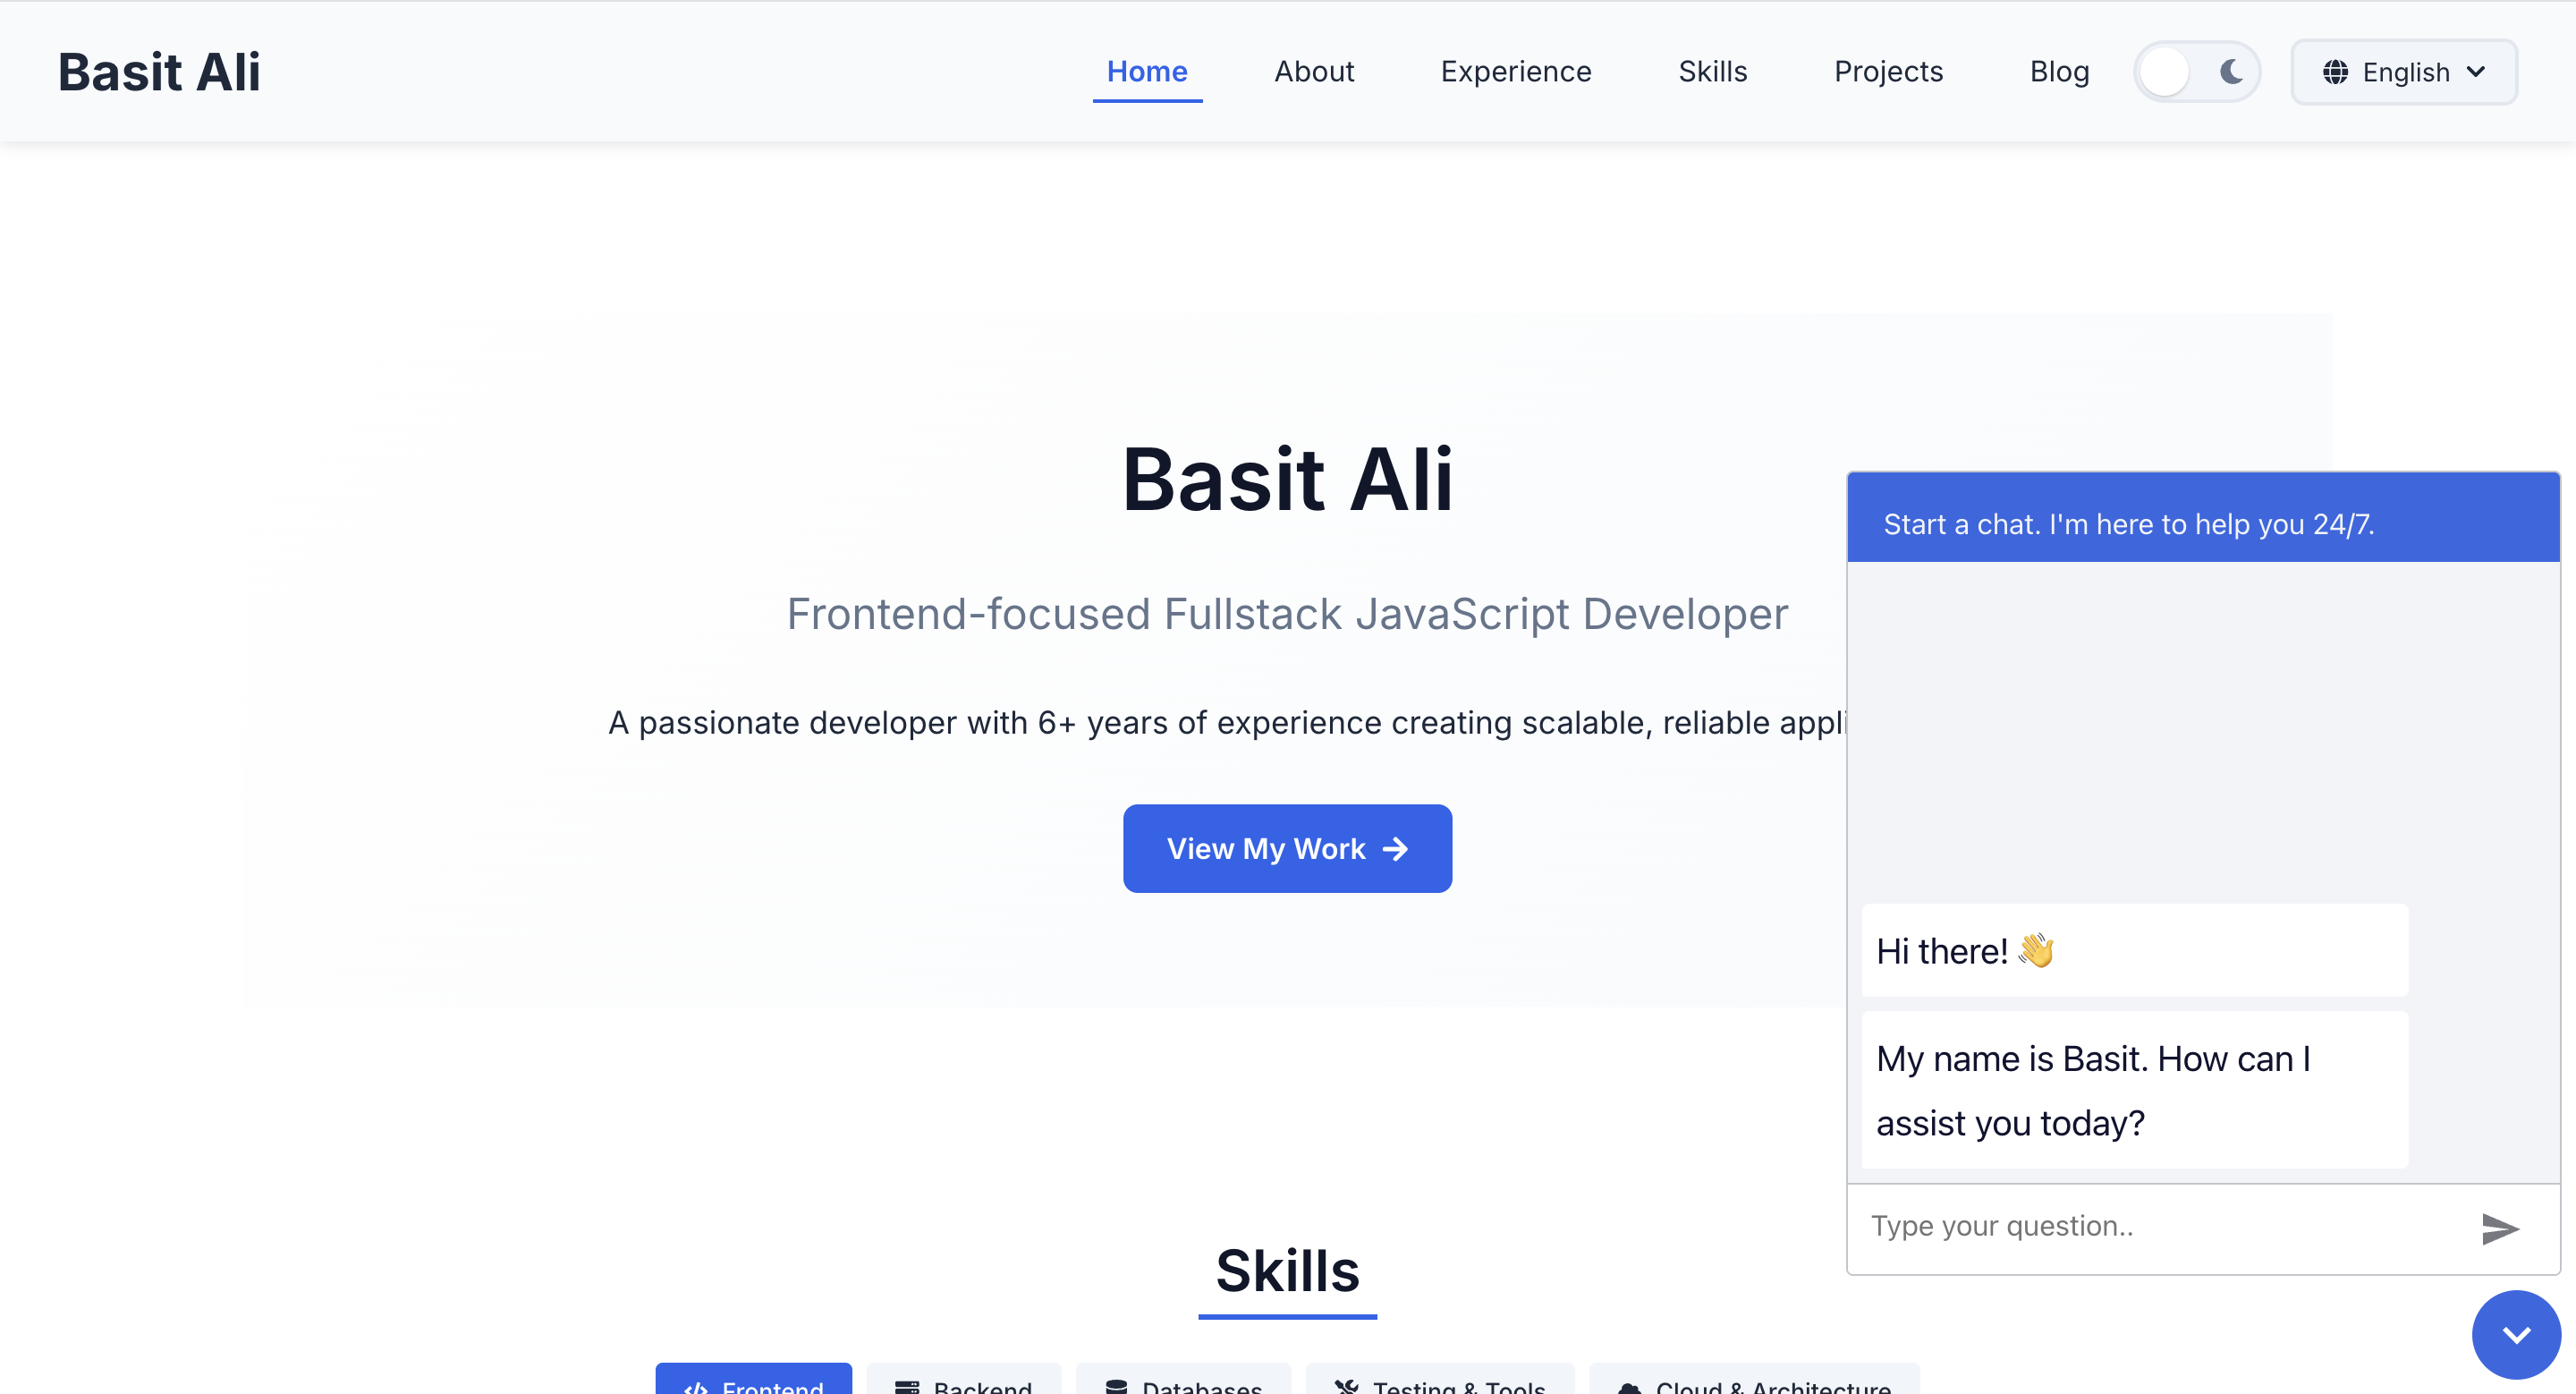 Basit Ali
Home About Experience Skills Projects Blog English
Basit Ali
Frontend-focused Fullstack JavaScript Developer
A passionate developer with 6+ years of experience creating scalable, reliable appli
View My Work
Start a chat. I'm here to help you 24/7.
Hi there! 👋
My name is Basit. How can I
assist you today?
Type your question..
Skills
Frontend Backend Databases Testing & Tools Cloud & Architecture